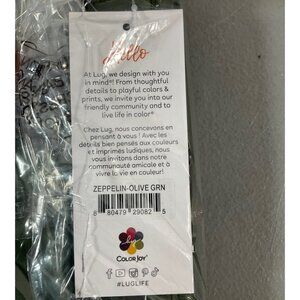 Hello
At Lug, we design with you
in mind®! From thoughtful
details to playful colors &
prints, we invite you into our
friendly community and to
live life in color®
Chez Lug, nous concevons en
pensant à vous ! Avec les
détails bien pensés aux couleurs
et imprimés ludiques, nous
vous invitons dans notre
communauté amicale et à
vivre la vie en couleur!
ZEPPELIN-OLIVE GRN
8 80479 29082 5
lug
COLORJOY®
#LUGLIFE